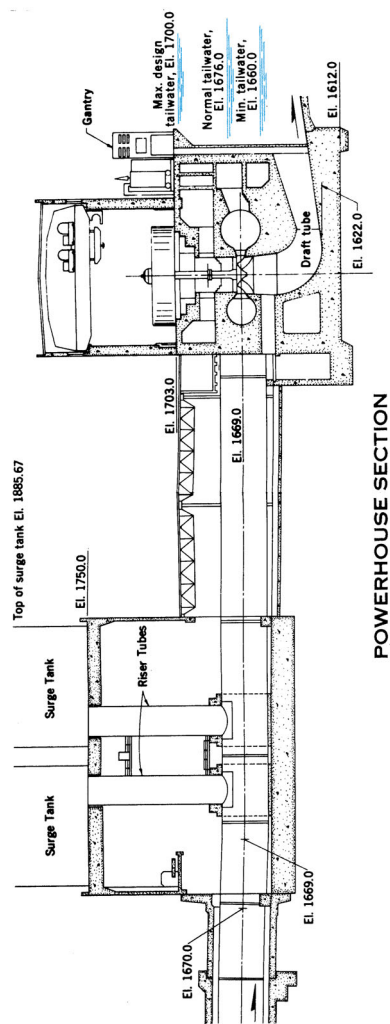 Top of surge tank El. 1885.67
Surge Tank
Surge Tank
El. 1750.0
Riser Tubes
El. 1703.0
El. 1670.0
El. 1669.0
El. 1669.0
Gantry
Max. design
tailwater, El. 1700.0
Normal tailwater,
El. 1676.0
Min. tailwater,
El. 1660.0
Draft tube
El. 1622.0
El. 1612.0
POWERHOUSE SECTION